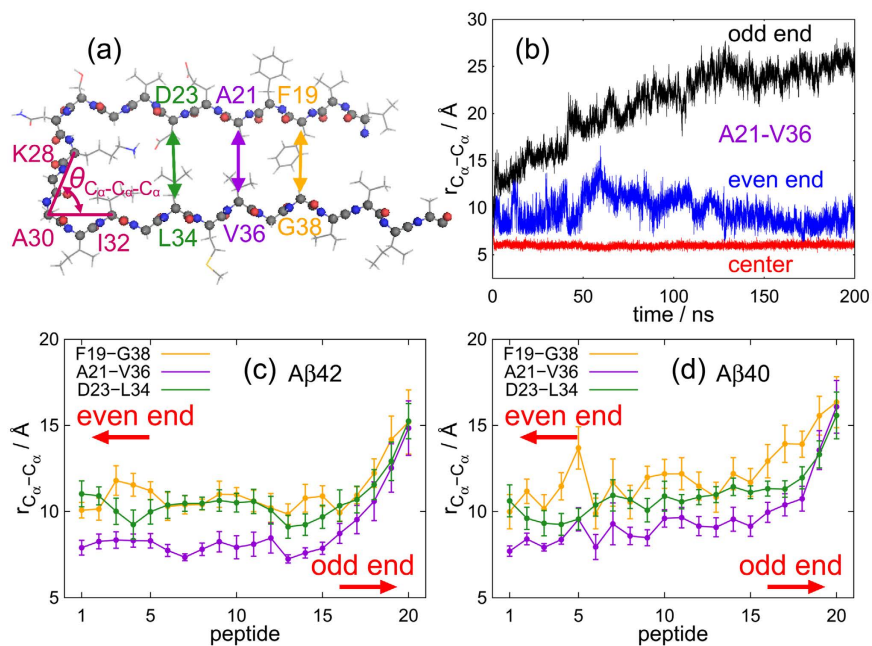 (a)
D23 A21 F19
K28
θCα−Cα−Cα
A30 I32 L34 V36 G38
(b)
30
25
20
15
10
5
0
rCα−Cα / Å
odd end
A21-V36
even end
center
0 50 100 150 200
time / ns
F19−G38
A21−V36
D23−L34
(c) Aβ42
even end
odd end
20
15
10
5
rCα−Cα / Å
1 5 10 15 20
peptide
F19−G38
A21−V36
D23−L34
(d) Aβ40
even end
odd end
20
15
10
5
rCα−Cα / Å
1 5 10 15 20
peptide